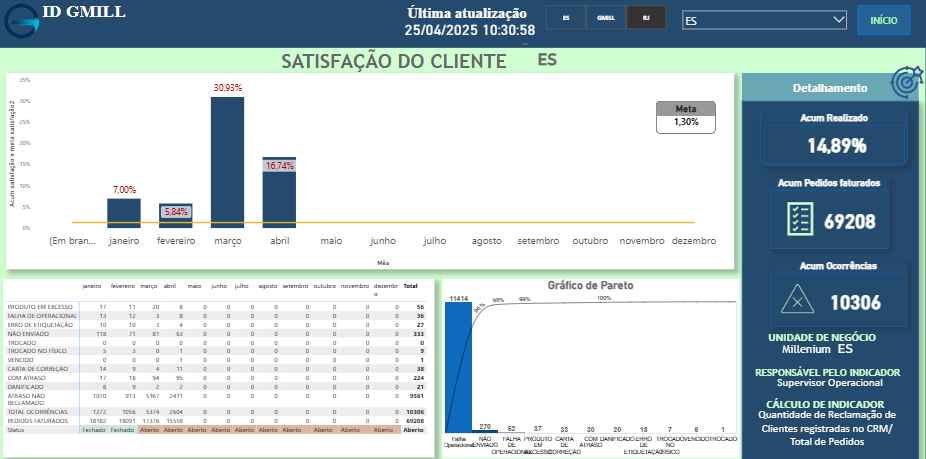 ID GMILL
Última atualização
25/04/2025 10:30:58
ES
GMILL
RJ
ES
INÍCIO
SATISFAÇÃO DO CLIENTE ES
Acum satisfação e meta satisfação2
35%
30%
25%
20%
15%
10%
5%
0%
7,00%
5,84%
30,93%
16,74%
Meta
1,30%
(Em bran... janeiro fevereiro março abril maio junho julho agosto setembro outubro novembro dezembro
Mês
janeiro fevereiro março abril maio junho julho agosto setembro outubro novembro dezembr
o
Total
PRODUTO EM EXCESSO 17 11 20 8 0 0 0 0 0 0 0 0 56
FALHA DE OPERACIONAL 13 12 3 8 0 0 0 0 0 0 0 0 36
ERRO DE ETIQUETAÇÃO 10 10 3 4 0 0 0 0 0 0 0 0 27
NÃO ENVIADO 118 71 81 63 0 0 0 0 0 0 0 0 333
TROCADO 0 0 0 0 0 0 0 0 0 0 0 0 0
TROCADO NO FÍSICO 5 3 0 1 0 0 0 0 0 0 0 0 9
VENCIDO 0 0 0 1 0 0 0 0 0 0 0 0 1
CARTA DE CORREÇÃO 14 9 4 11 0 0 0 0 0 0 0 0 38
COM ATRASO 17 18 94 95 0 0 0 0 0 0 0 0 224
DANIFICADO 8 9 2 2 0 0 0 0 0 0 0 0 21
ATRASO NÃO
RECLAMADO 1070 913 5167 2411 0 0 0 0 0 0 0 0 9561
TOTAL OCORRÊNCIAS 1272 1056 5374 2604 0 0 0 0 0 0 0 0 10306
PEDIDOS FATURADOS 18182 18091 17376 15559 0 0 0 0 0 0 0 0 69208
Status Fechado Fechado Aberto Aberto Aberto Aberto Aberto Aberto Aberto Aberto Aberto Aberto Aberto
Gráfico de Pareto
11414 270 52 37 33 30 20 13 7 6 1
98% 99% 100%
Falha
Operacional
NÃO
ENVIADO
FALHA
DE
OPERACIONAL
PRODUTO
EM
EXCESSO
CARTA
DE
CORREÇÃO
COM
ATRASO
DANIFICADO
ERRO
DE
ETIQUETAÇÃO
TROCADO
NO
FÍSICO
VENCIDO
TROCADO
Detalhamento
Acum Realizado
14,89%
Acum Pedidos faturados
69208
Acum Ocorrências
10306
UNIDADE DE NEGÓCIO
Millenium ES
RESPONSÁVEL PELO INDICADOR
Supervisor Operacional
CÁLCULO DE INDICADOR
Quantidade de Reclamação de
Clientes registradas no CRM/
Total de Pedidos